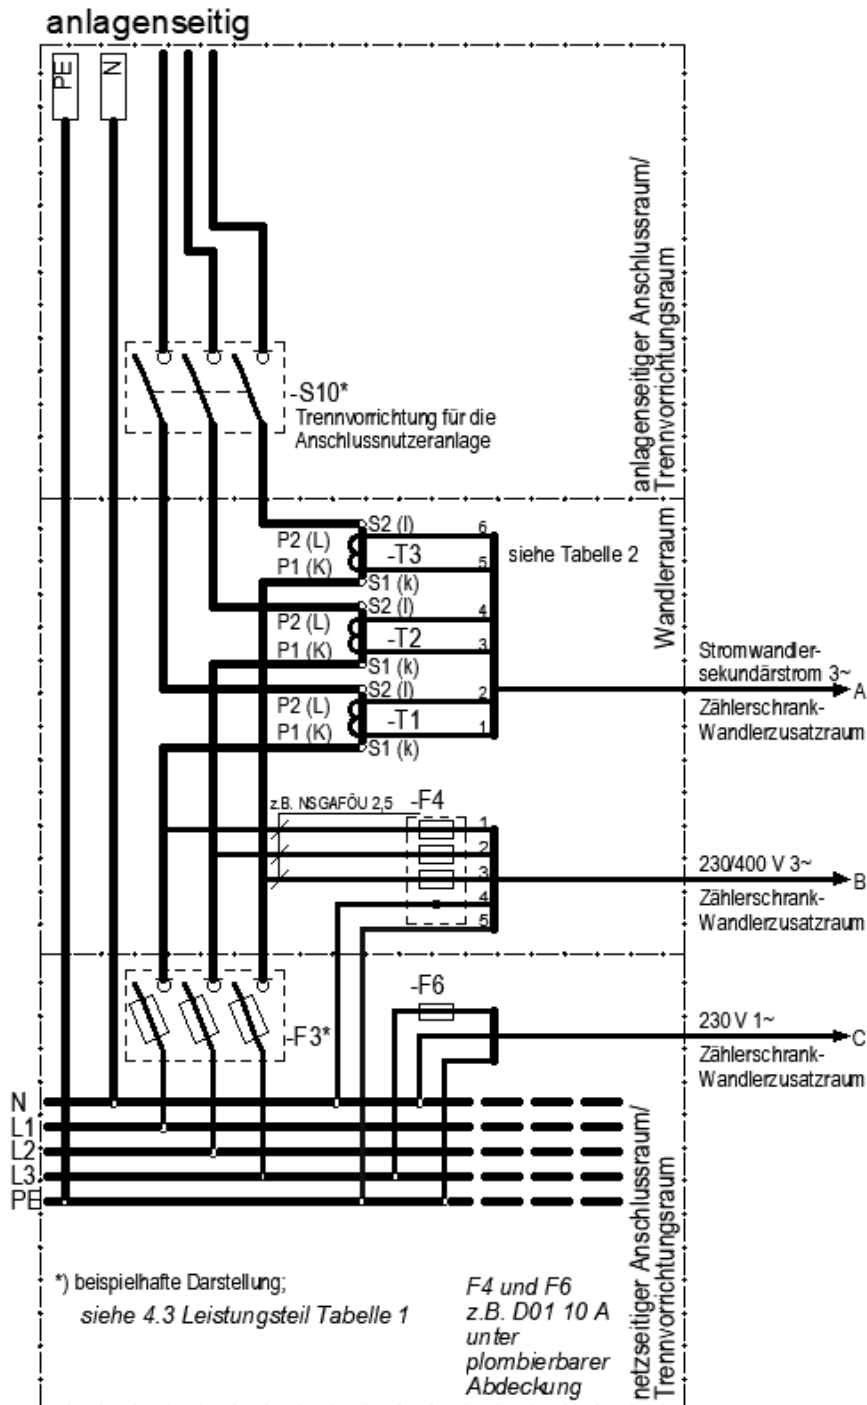 anlagenseitig
PE
N
anlagenseitiger Anschlussraum/
Trennvorrichtungsraum
-S10*
Trennvorrichtung für die
Anschlussnutzeranlage
Wandlerraum
S2 (l)
6
P2 (L)
-T3
siehe Tabelle 2
P1 (K)
5
S1 (k)
S2 (l)
4
P2 (L)
-T2
P1 (K)
3
S1 (k)
S2 (l)
2
P2 (L)
-T1
P1 (K)
1
S1 (k)
Stromwandler-
sekundärstrom 3~
A
Zählerschrank-
Wandlerzusatzraum
z.B. NSGAFÖU 2,5
-F4
1
2
3
4
5
230/400 V 3~
B
Zählerschrank-
Wandlerzusatzraum
-F3*
-F6
230 V 1~
C
Zählerschrank-
Wandlerzusatzraum
N
L1
L2
L3
PE
netzseitiger Anschlussraum/
Trennvorrichtungsraum
*) beispielhafte Darstellung;
siehe 4.3 Leistungsteil Tabelle 1
F4 und F6
z.B. D01 10 A
unter
plombierbarer
Abdeckung